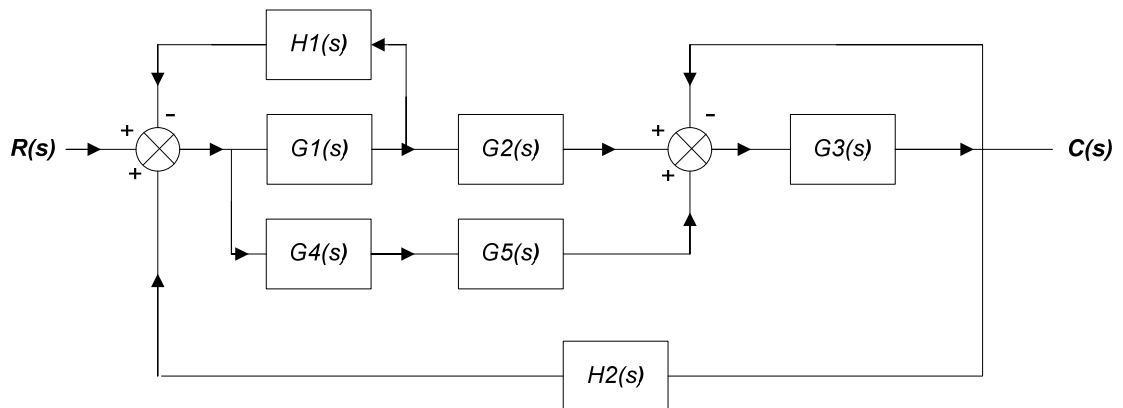 H1(s)
-
+
R(s)
+
G1(s)
G2(s)
+
-
+
G3(s)
C(s)
G4(s)
G5(s)
H2(s)